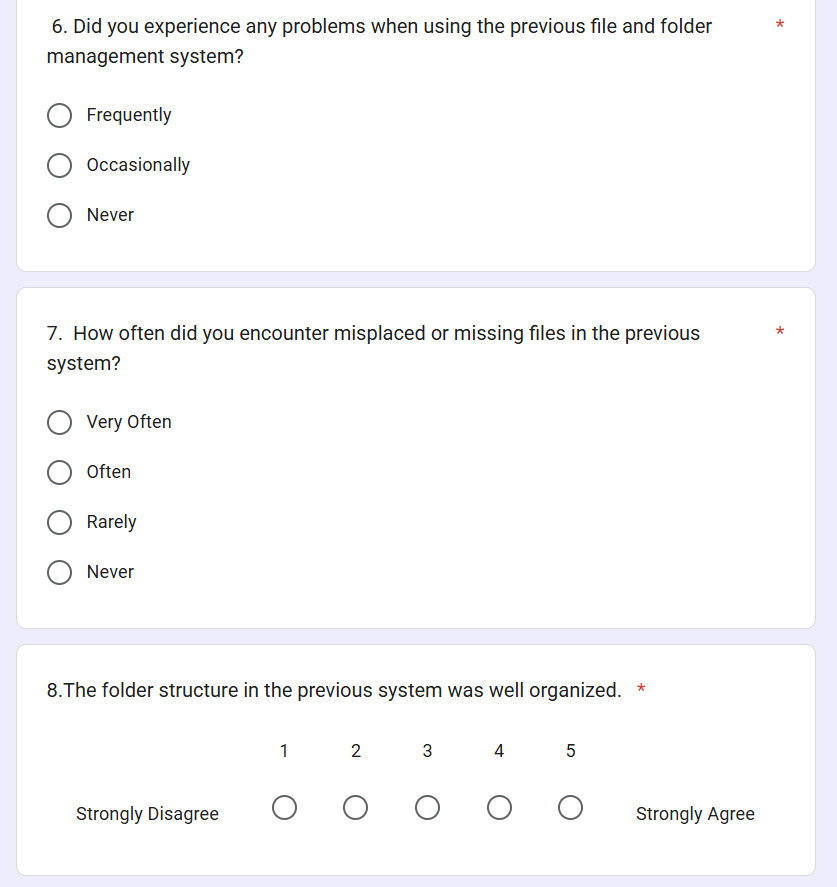 6. Did you experience any problems when using the previous file and folder *
management system?
Frequently
Occasionally
Never
7.  How often did you encounter misplaced or missing files in the previous *
system?
Very Often
Often
Rarely
Never
8.The folder structure in the previous system was well organized. *
1 2 3 4 5
Strongly Disagree Strongly Agree